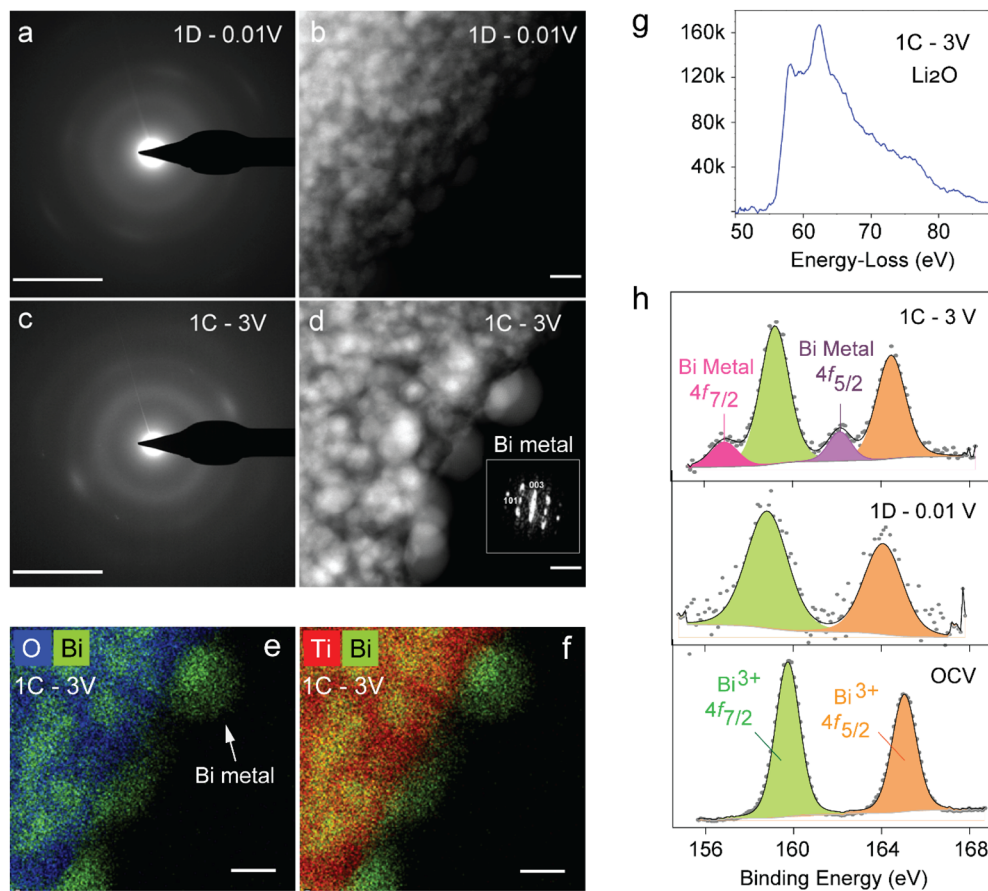 a
1D - 0.01V
b
1D - 0.01V
c
1C - 3V
d
1C - 3V
Bi metal
003
101
O Bi
e
1C - 3V
Bi metal
Ti Bi
f
1C - 3V
g
160k
120k
80k
40k
1C - 3V
Li2O
50 60 70 80
Energy-Loss (eV)
h
1C - 3 V
Bi Metal
4f7/2
Bi Metal
4f5/2
1D - 0.01 V
OCV
Bi3+
4f7/2
Bi3+
4f5/2
156 160 164 168
Binding Energy (eV)